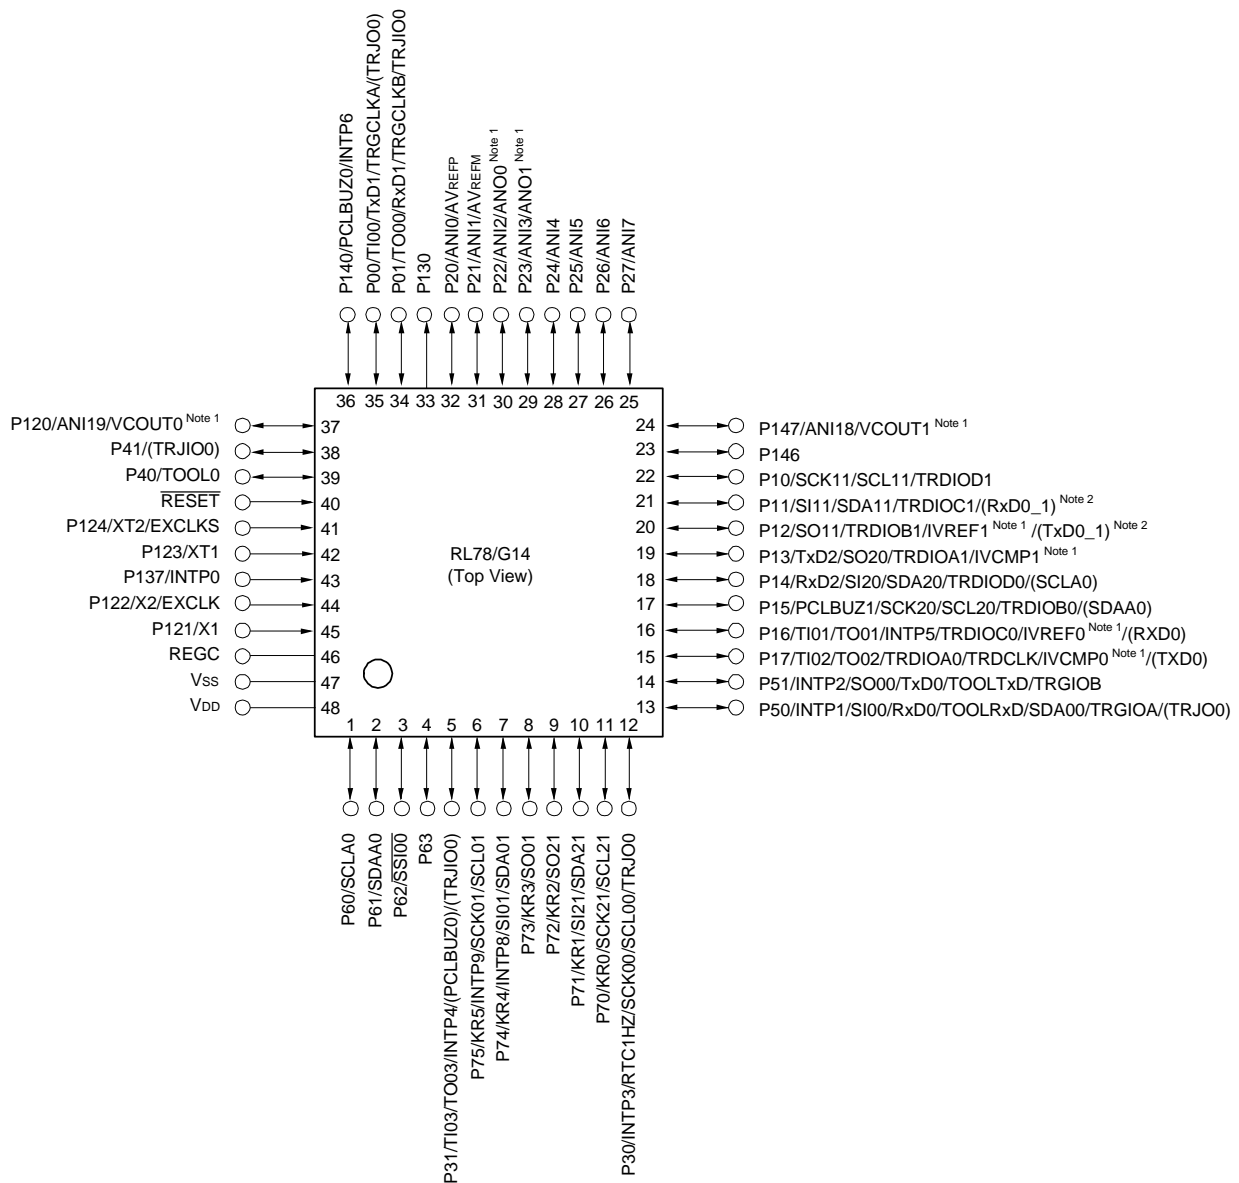 P140/PCLBUZ0/INTP6
P00/TI00/TxD1/TRGCLKA/(TRJO0)
P01/TO00/RxD1/TRGCLKB/TRJIO0
P130
P20/ANI0/AVREFP
P21/ANI1/AVREFM
P22/ANI2/ANO0 Note 1
P23/ANI3/ANO1 Note 1
P24/ANI4
P25/ANI5
P26/ANI6
P27/ANI7
36 35 34 33 32 31 30 29 28 27 26 25
P120/ANI19/VCOUT0 Note 1 37
P41/(TRJIO0) 38
P40/TOOL0 39
RESET 40
P124/XT2/EXCLKS 41
P123/XT1 42
P137/INTP0 43
P122/X2/EXCLK 44
P121/X1 45
REGC 46
VSS 47
VDD 48
RL78/G14
(Top View)
24 P147/ANI18/VCOUT1 Note 1
23 P146
22 P10/SCK11/SCL11/TRDIOD1
21 P11/SI11/SDA11/TRDIOC1/(RxD0_1) Note 2
20 P12/SO11/TRDIOB1/IVREF1 Note 1 /(TxD0_1) Note 2
19 P13/TxD2/SO20/TRDIOA1/IVCMP1 Note 1
18 P14/RxD2/SI20/SDA20/TRDIOD0/(SCLA0)
17 P15/PCLBUZ1/SCK20/SCL20/TRDIOB0/(SDAA0)
16 P16/TI01/TO01/INTP5/TRDIOC0/IVREF0 Note 1/(RXD0)
15 P17/TI02/TO02/TRDIOA0/TRDCLK/IVCMP0 Note 1/(TXD0)
14 P51/INTP2/SO00/TxD0/TOOLTxD/TRGIOB
13 P50/INTP1/SI00/RxD0/TOOLRxD/SDA00/TRGIOA/(TRJO0)
1 2 3 4 5 6 7 8 9 10 11 12
P60/SCLA0
P61/SDAA0
P62/SSI00
P63
P31/TI03/TO03/INTP4/(PCLBUZ0)/(TRJIO0)
P75/KR5/INTP9/SCK01/SCL01
P74/KR4/INTP8/SI01/SDA01
P73/KR3/SO01
P72/KR2/SO21
P71/KR1/SI21/SDA21
P70/KR0/SCK21/SCL21
P30/INTP3/RTC1HZ/SCK00/SCL00/TRJO0